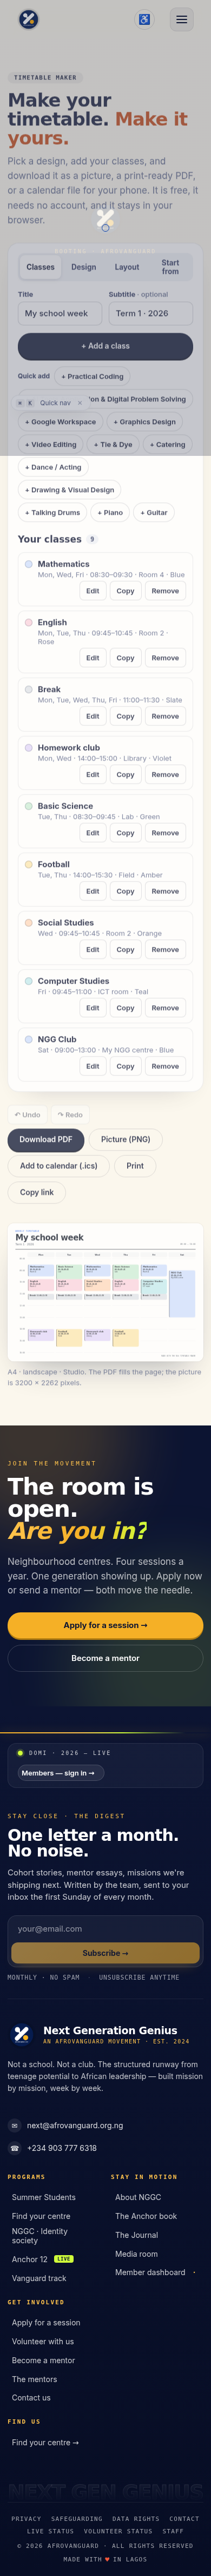 TIMETABLE MAKER
Make your
timetable. Make it
yours.
Pick a design, add your classes, and
download it as a picture, a print-ready PDF,
or a calendar file for your phone. It is free, it
needs no account, and it stays in your
browser.
Classes
Design
Layout
Start from
Title
Subtitle · optional
My school week
Term 1 · 2026
+ Add a class
Quick add
+ Practical Coding
on & Digital Problem Solving
K Quick nav ×
+ Google Workspace
+ Graphics Design
+ Video Editing
+ Tie & Dye
+ Catering
+ Dance / Acting
+ Drawing & Visual Design
+ Talking Drums
+ Piano
+ Guitar
Your classes 9
Mathematics
Mon, Wed, Fri · 08:30–09:30 · Room 4 · Blue
Edit Copy Remove
English
Mon, Tue, Thu · 09:45–10:45 · Room 2 ·
Rose
Edit Copy Remove
Break
Mon, Tue, Wed, Thu, Fri · 11:00–11:30 · Slate
Edit Copy Remove
Homework club
Mon, Wed · 14:00–15:00 · Library · Violet
Edit Copy Remove
Basic Science
Tue, Thu · 08:30–09:45 · Lab · Green
Edit Copy Remove
Football
Tue, Thu · 14:00–15:30 · Field · Amber
Edit Copy Remove
Social Studies
Wed · 09:45–10:45 · Room 2 · Orange
Edit Copy Remove
Computer Studies
Fri · 09:45–11:00 · ICT room · Teal
Edit Copy Remove
NGG Club
Sat · 09:00–13:00 · My NGG centre · Blue
Edit Copy Remove
↶ Undo
↷ Redo
Download PDF
Picture (PNG)
Add to calendar (.ics)
Print
Copy link
My school week
A4 · landscape · Studio. The PDF fills the page; the picture
is 3200 × 2262 pixels.
JOIN THE MOVEMENT
The room is
open.
Are you in?
Neighbourhood centres. Four sessions a
year. One generation showing up. Apply now
or send a mentor — both move the needle.
Apply for a session →
Become a mentor
DOMI · 2026 — LIVE
Members — sign in →
STAY CLOSE · THE DIGEST
One letter a month.
No noise.
Cohort stories, mentor essays, missions we're
shipping next. Written by the team, sent to your
inbox the first Sunday of every month.
your@email.com
Subscribe →
MONTHLY · NO SPAM · UNSUBSCRIBE ANYTIME
Next Generation Genius
AN AFROVANGUARD MOVEMENT · EST. 2024
Not a school. Not a club. The structured runway from
teenage potential to African leadership — built mission
by mission, week by week.
next@afrovanguard.org.ng
+234 903 777 6318
PROGRAMS
Summer Students
Find your centre
NGGC · Identity
society
Anchor 12 LIVE
Vanguard track
STAY IN MOTION
About NGGC
The Anchor book
The Journal
Media room
Member dashboard
GET INVOLVED
Apply for a session
Volunteer with us
Become a mentor
The mentors
Contact us
FIND US
Find your centre →
NEXT GEN GENIUS
PRIVACY SAFEGUARDING DATA RIGHTS CONTACT
LIVE STATUS VOLUNTEER STATUS STAFF
© 2026 AFROVANGUARD · ALL RIGHTS RESERVED
MADE WITH ♥ IN LAGOS